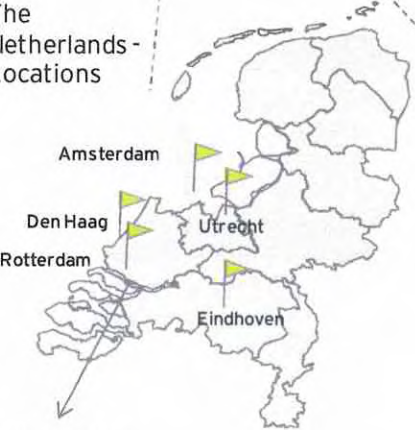 The
Netherlands -
Locations
Amsterdam
Den Haag
Utrecht
Rotterdam
Eindhoven